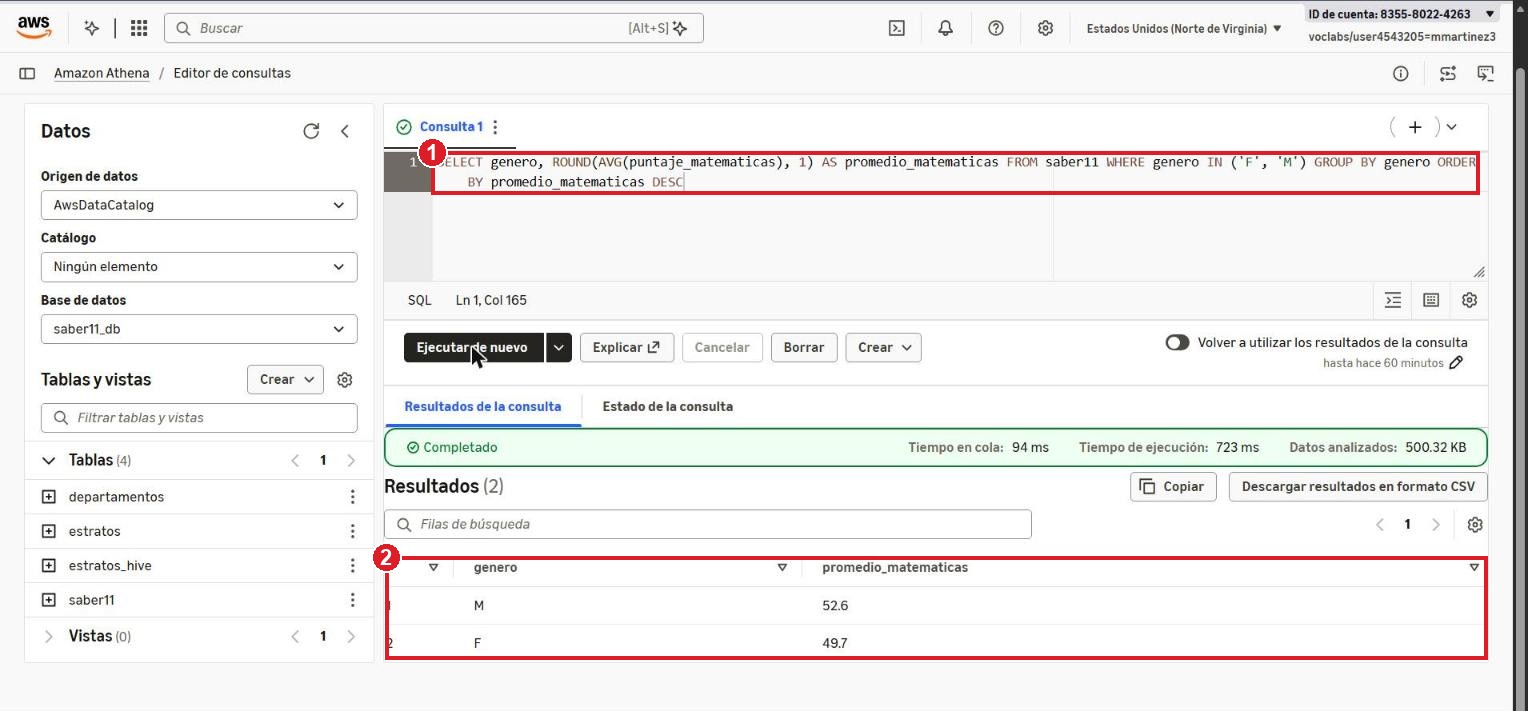 aws
Buscar
[Alt+S]
Estados Unidos (Norte de Virginia)
ID de cuenta: 8355-8022-4263
voclabs/user4543205=mmartinez3
Amazon Athena / Editor de consultas
Datos
Origen de datos
AwsDataCatalog
Catálogo
Ningún elemento
Base de datos
saber11_db
Tablas y vistas
Crear
Filtrar tablas y vistas
Tablas (4)
1
departamentos
estratos
estratos_hive
saber11
Vistas (0)
1
Consulta 1
1
1 SELECT genero, ROUND(AVG(puntaje_matematicas), 1) AS promedio_matematicas FROM saber11 WHERE genero IN ('F', 'M') GROUP BY genero ORDER
BY promedio_matematicas DESC
SQL Ln 1, Col 165
Ejecutar de nuevo
Explicar
Cancelar
Borrar
Crear
Volver a utilizar los resultados de la consulta
hasta hace 60 minutos
Resultados de la consulta
Estado de la consulta
Completado
Tiempo en cola: 94 ms
Tiempo de ejecución: 723 ms
Datos analizados: 500.32 KB
Resultados (2)
Copiar
Descargar resultados en formato CSV
Filas de búsqueda
1
2
genero promedio_matematicas
1 M 52.6
2 F 49.7